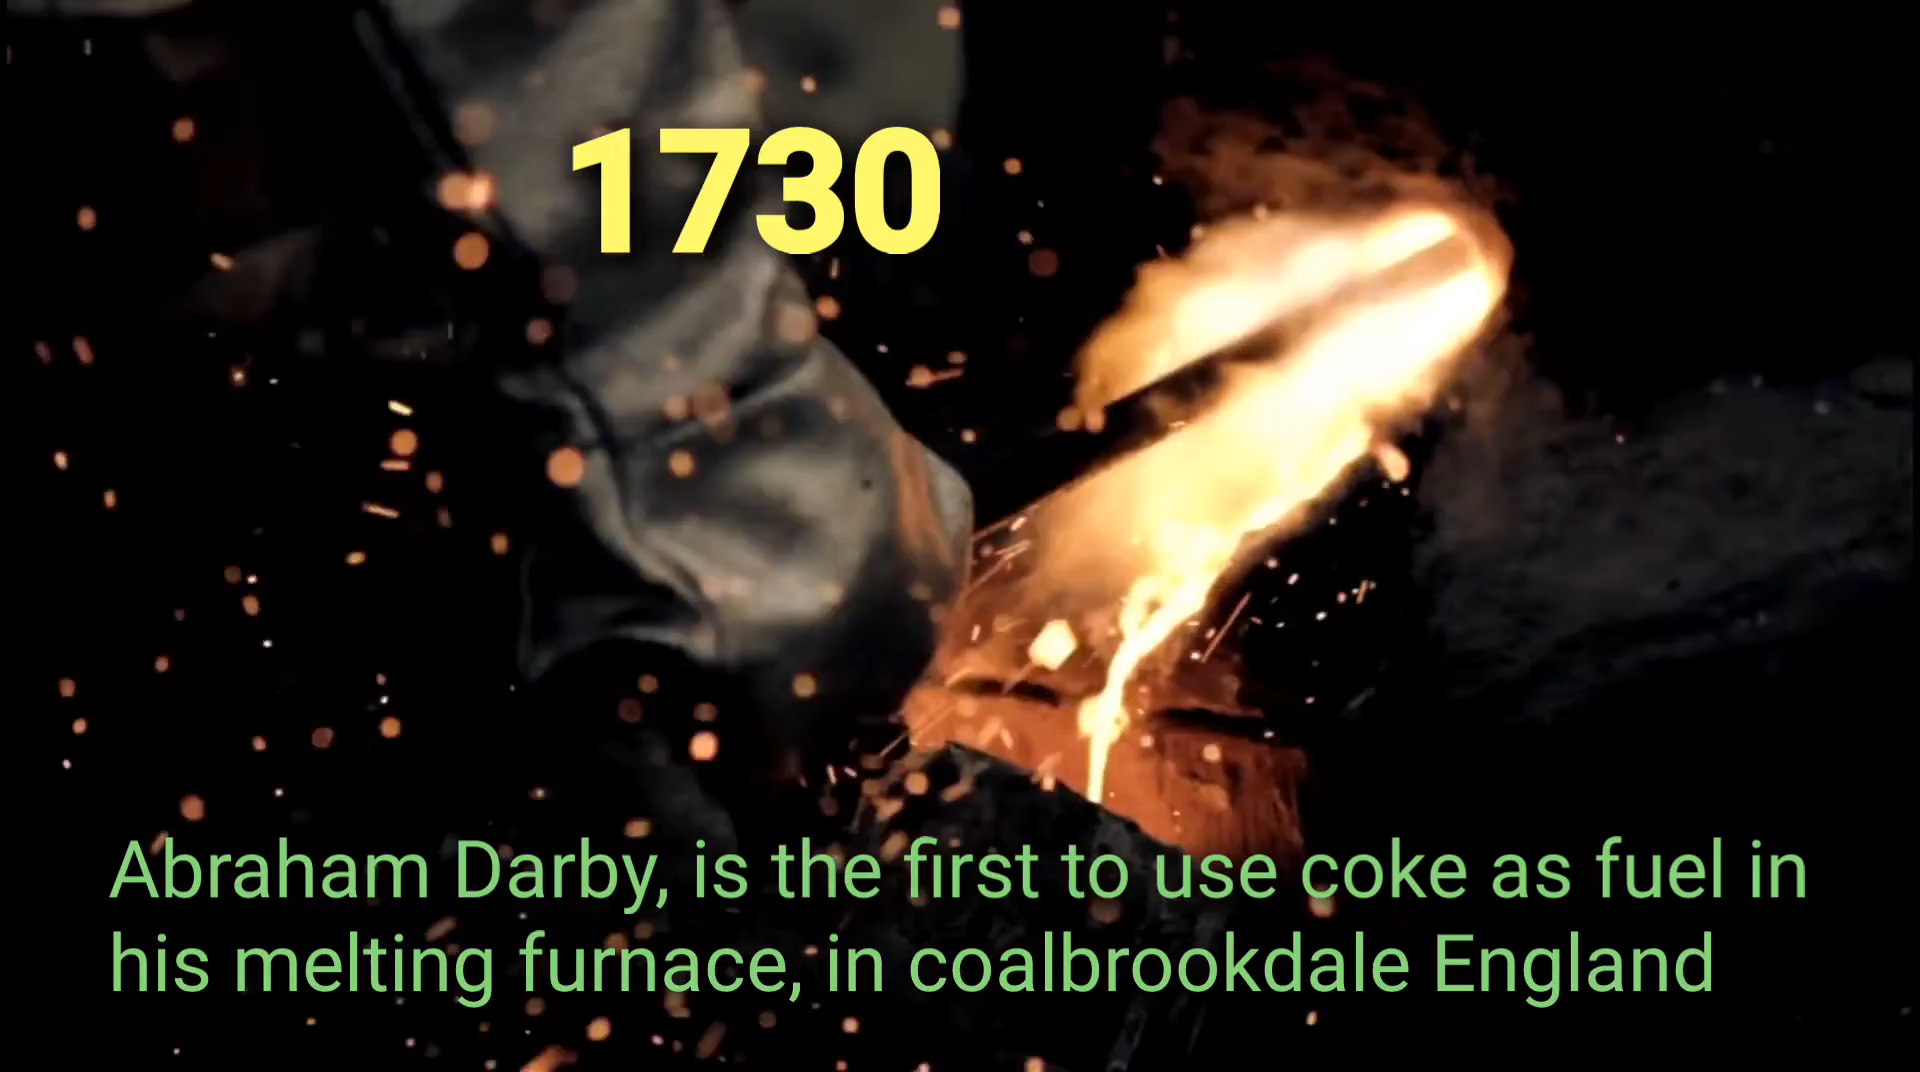 1730
Abraham Darby, is the first to use coke as fuel in
his melting furnace, in coalbrookdale England